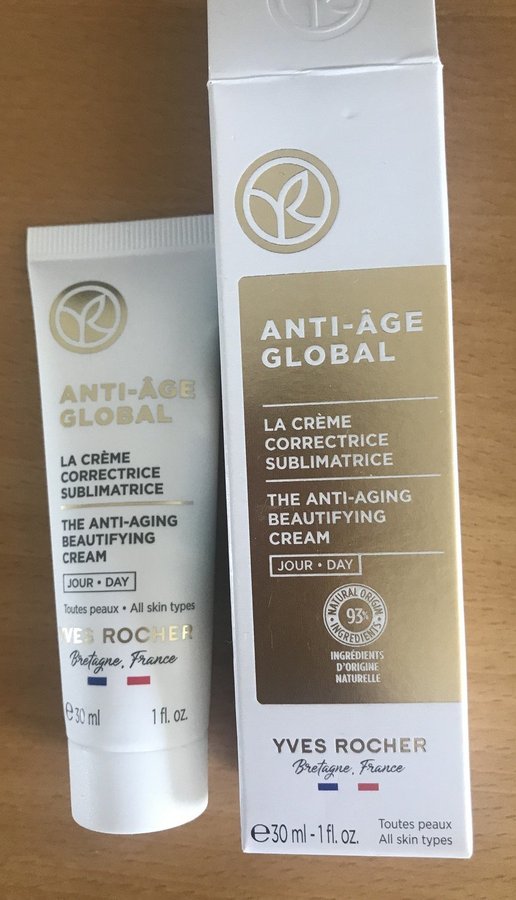 ANTI-ÂGE
GLOBAL
LA CRÈME
CORRECTRICE
SUBLIMATRICE
THE ANTI-AGING
BEAUTIFYING
CREAM
JOUR • DAY
Toutes peaux • All skin types
YVES ROCHER
Bretagne, France
e30 ml 1 fl. oz.
ANTI-ÂGE
GLOBAL
LA CRÈME
CORRECTRICE
SUBLIMATRICE
THE ANTI-AGING
BEAUTIFYING
CREAM
JOUR • DAY
NATURAL ORIGIN
93%
INGREDIENTS
INGRÉDIENTS
D'ORIGINE
NATURELLE
YVES ROCHER
Bretagne, France
e30 ml - 1 fl. oz.
Toutes peaux
All skin types